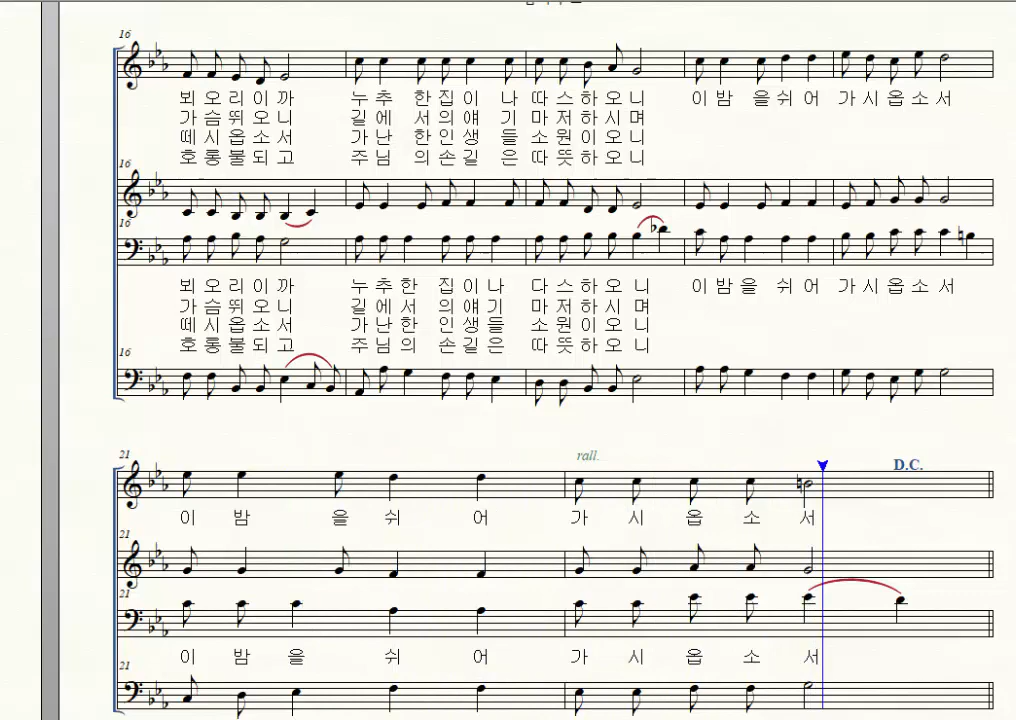 16
뵈 오 리 이 까 누 추 한 집 이 나 따 스 하 오 니 이 밤 을 쉬 어 가 시 옵 소 서
가 슴 뛰 오 니 길 에 서 의 얘 기 마 저 하 시 며
떼 시 옵 소 서 가 난 한 인 생 들 소 원 이 오 니
호 롱 불 되 고 주 님 의 손 길 은 따 뜻 하 오 니
16
16
뵈 오 리 이 까 누 추 한 집 이 나 다 스 하 오 니 이 밤 을 쉬 어 가 시 옵 소 서
가 슴 뛰 오 니 길 에 서 의 얘 기 마 저 하 시 며
떼 시 옵 소 서 가 난 한 인 생 들 소 원 이 오 니
호 롱 불 되 고 주 님 의 손 길 은 따 뜻 하 오 니
16
21
rall.
D.C.
이 밤 을 쉬 어 가 시 옵 소 서
21
21
이 밤 을 쉬 어 가 시 옵 소 서
21